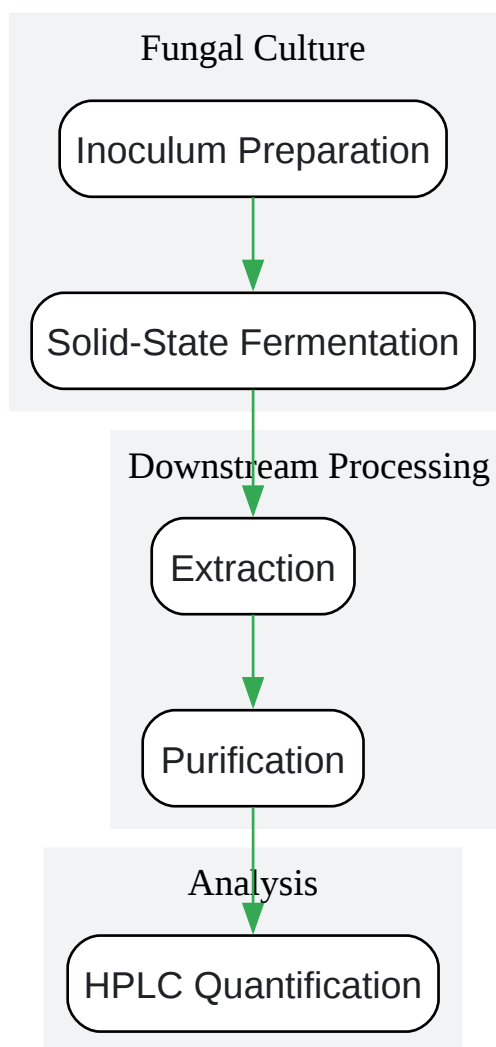 Fungal Culture
Inoculum Preparation
Solid-State Fermentation
Downstream Processing
Extraction
Purification
Analysis
HPLC Quantification